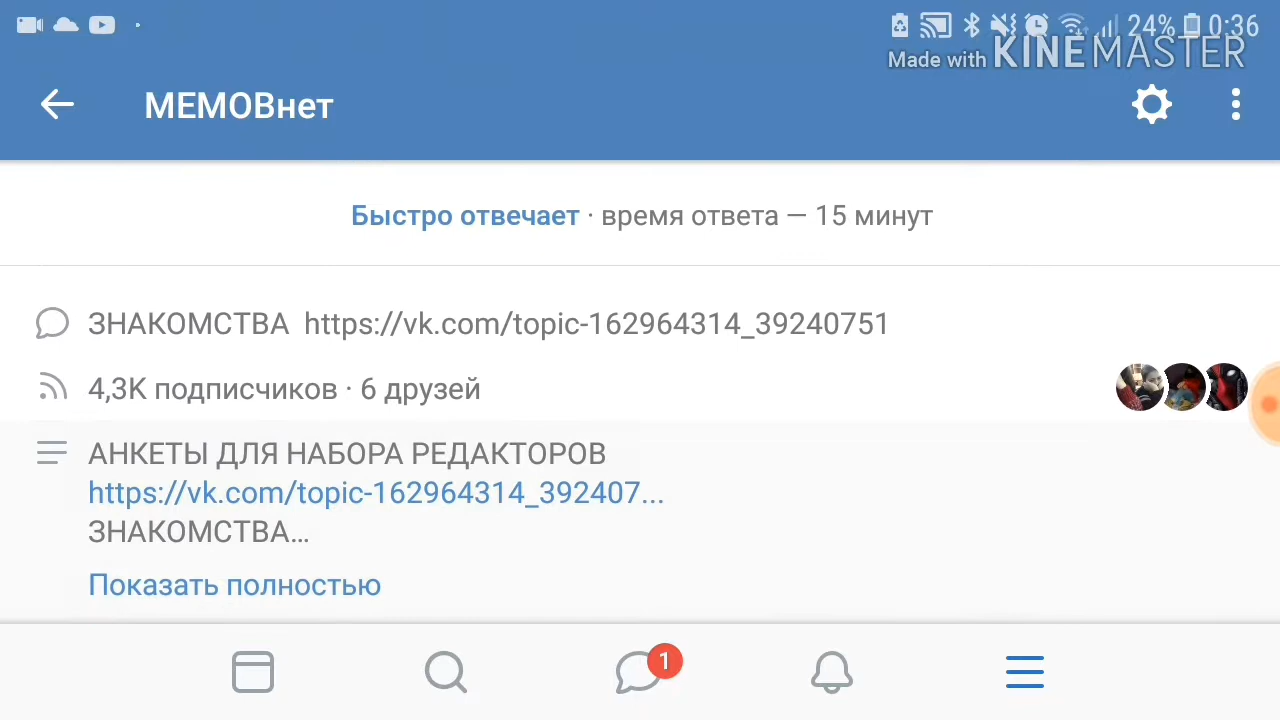 24% 0:36
Made with KINEMASTER
МЕМОВнет
Быстро отвечает · время ответа — 15 минут
ЗНАКОМСТВА https://vk.com/topic-162964314_39240751
4,3K подписчиков · 6 друзей
АНКЕТЫ ДЛЯ НАБОРА РЕДАКТОРОВ
https://vk.com/topic-162964314_392407...
ЗНАКОМСТВА...
Показать полностью
1